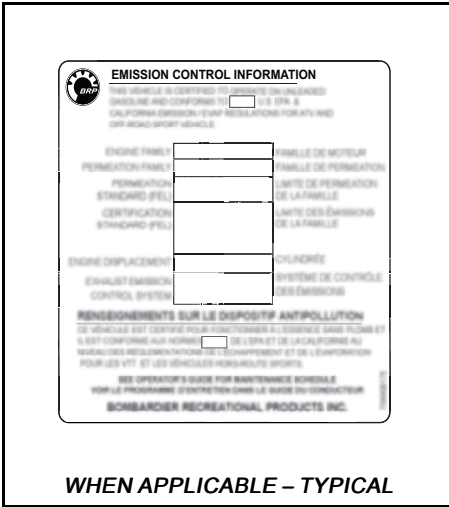 EMISSION CONTROL INFORMATION
BRP
THIS VEHICLE IS CERTIFIED TO OPERATE ON UNLEADED
GASOLINE AND CONFORMS TO U.S. EPA &
CALIFORNIA EMISSION / EVAP REGULATIONS FOR ATV AND
OFF-ROAD SPORT VEHICLE.
ENGINE FAMILY FAMILLE DE MOTEUR
PERMEATION FAMILY FAMILLE DE PERMEATION
PERMEATION LIMITE DE PERMEATION
STANDARD (FEL) DE LA FAMILLE
CERTIFICATION LIMITE DES ÉMISSIONS
STANDARD (FEL) DE LA FAMILLE
ENGINE DISPLACEMENT CYLINDRÉE
EXHAUST EMISSION SYSTÈME DE CONTRÔLE
CONTROL SYSTEM DES ÉMISSIONS
RENSEIGNEMENTS SUR LE DISPOSITIF ANTIPOLLUTION
CE VÉHICULE EST CERTIFIÉ POUR FONCTIONNER À L'ESSENCE SANS PLOMB ET
IL EST CONFORME AUX NORMES DE L'EPA ET DE LA CALIFORNIE AU
NIVEAU DES RÉGLEMENTATIONS DE L'ÉCHAPPEMENT ET DE L'ÉVAPORATION
POUR LES VTT ET LES VÉHICULES HORS-ROUTE SPORTS.
SEE OPERATOR'S GUIDE FOR MAINTENANCE SCHEDULE
VOIR LE PROGRAMME D'ENTRETIEN DANS LE GUIDE DU CONDUCTEUR
BOMBARDIER RECREATIONAL PRODUCTS INC.
WHEN APPLICABLE – TYPICAL